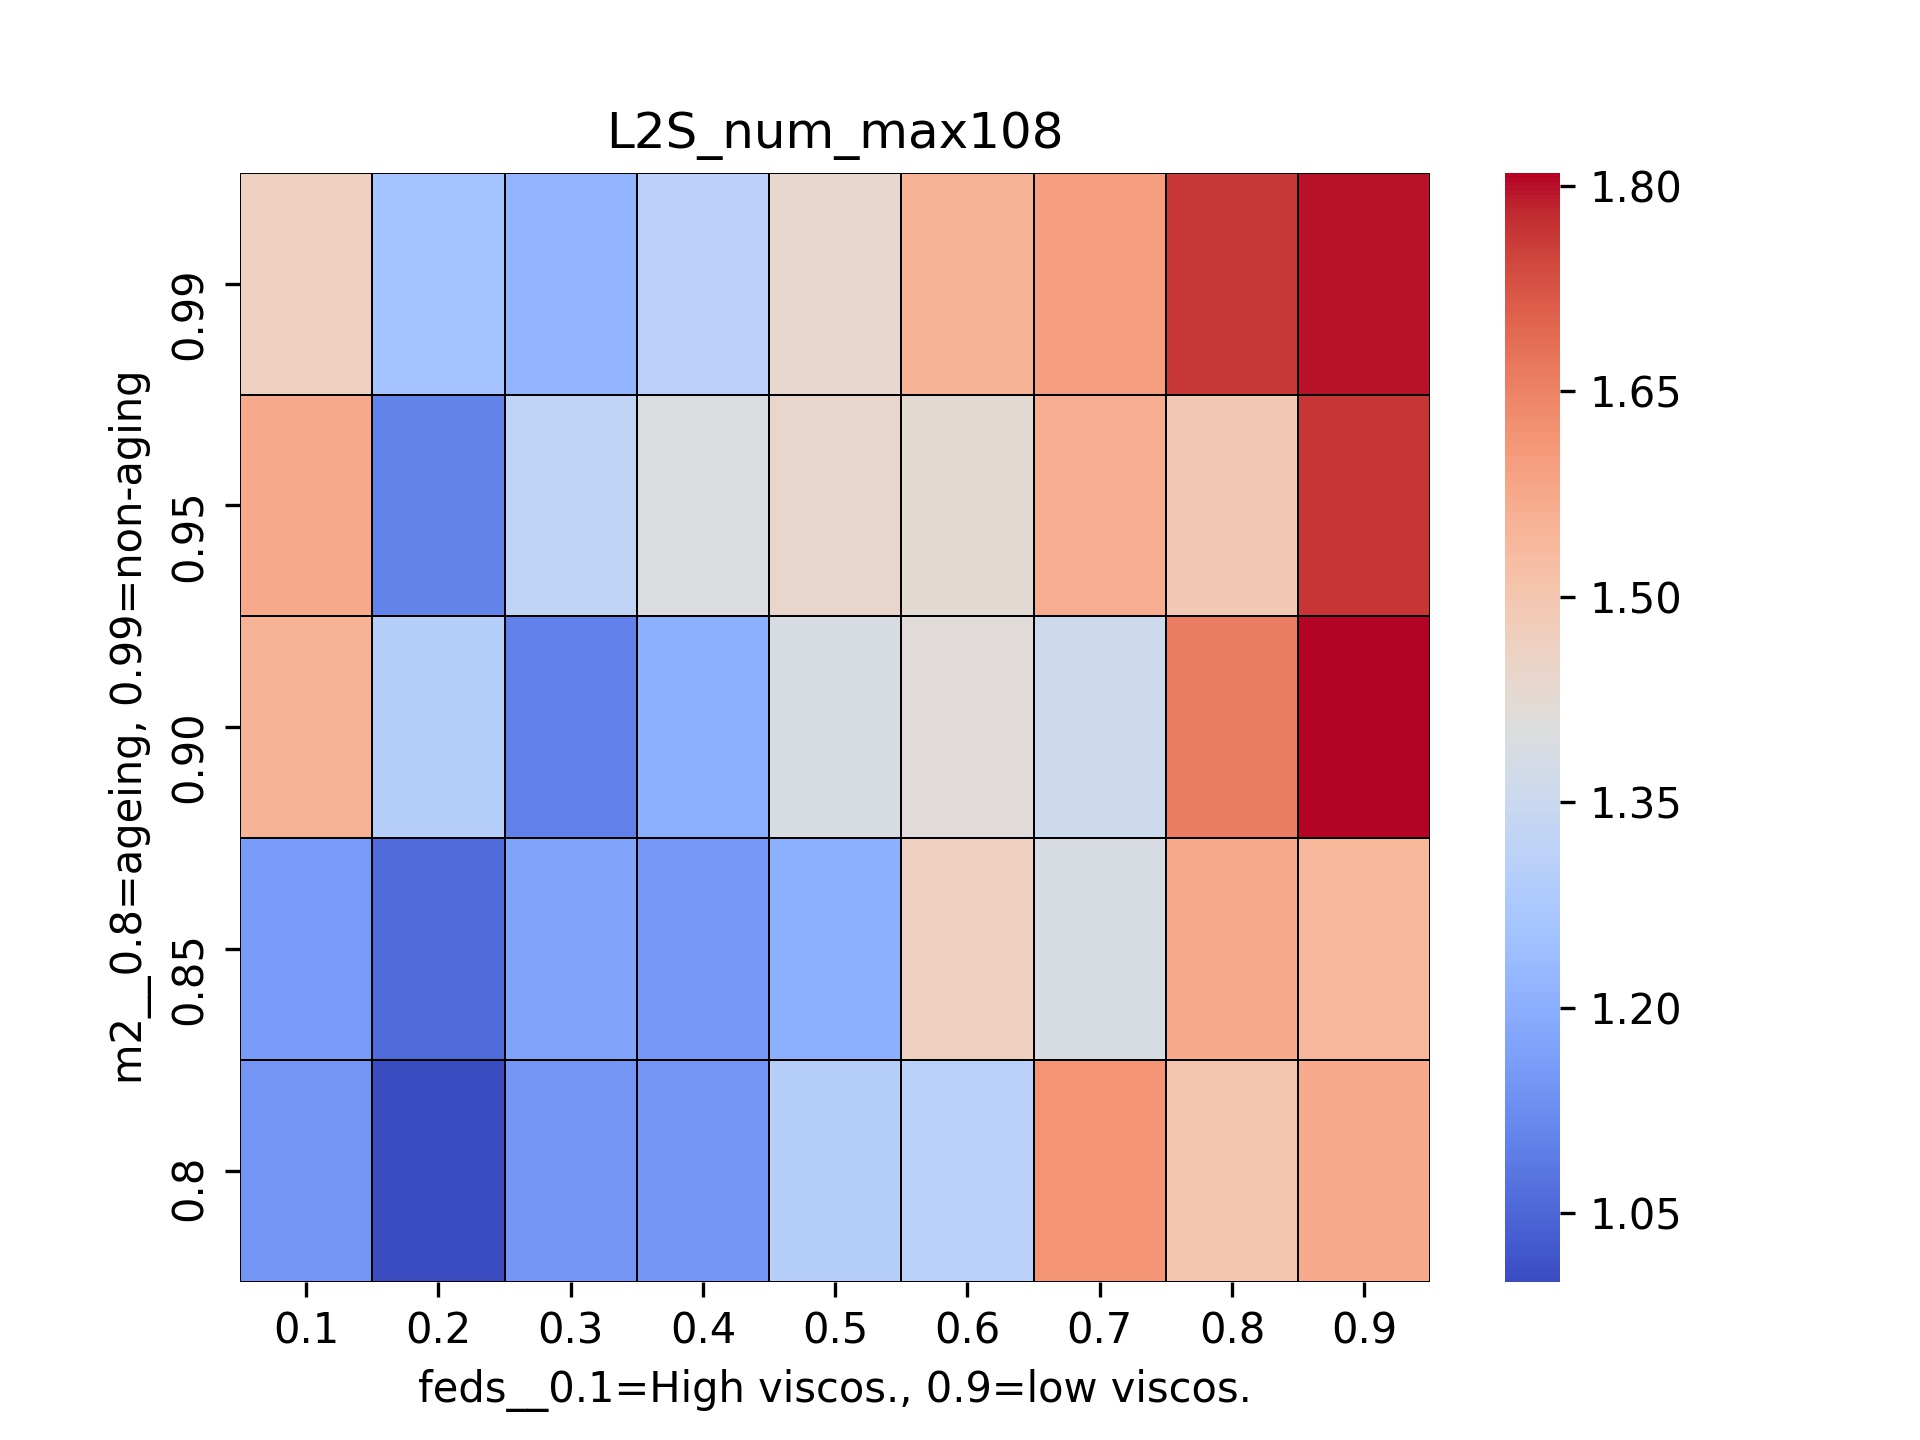 L2S_num_max108
m2__0.8=ageing, 0.99=non-aging
0.99
0.95
0.90
0.85
0.8
0.1 0.2 0.3 0.4 0.5 0.6 0.7 0.8 0.9
feds__0.1=High viscos., 0.9=low viscos.
1.80
1.65
1.50
1.35
1.20
1.05